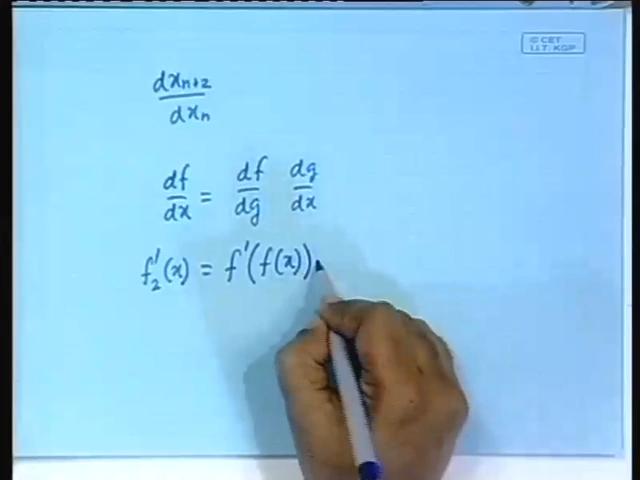 © CET
I.I.T. KGP
dxₙ₊₂
dxₙ
df/dx = df/dg dg/dx
f₂'(x) = f'(f(x))